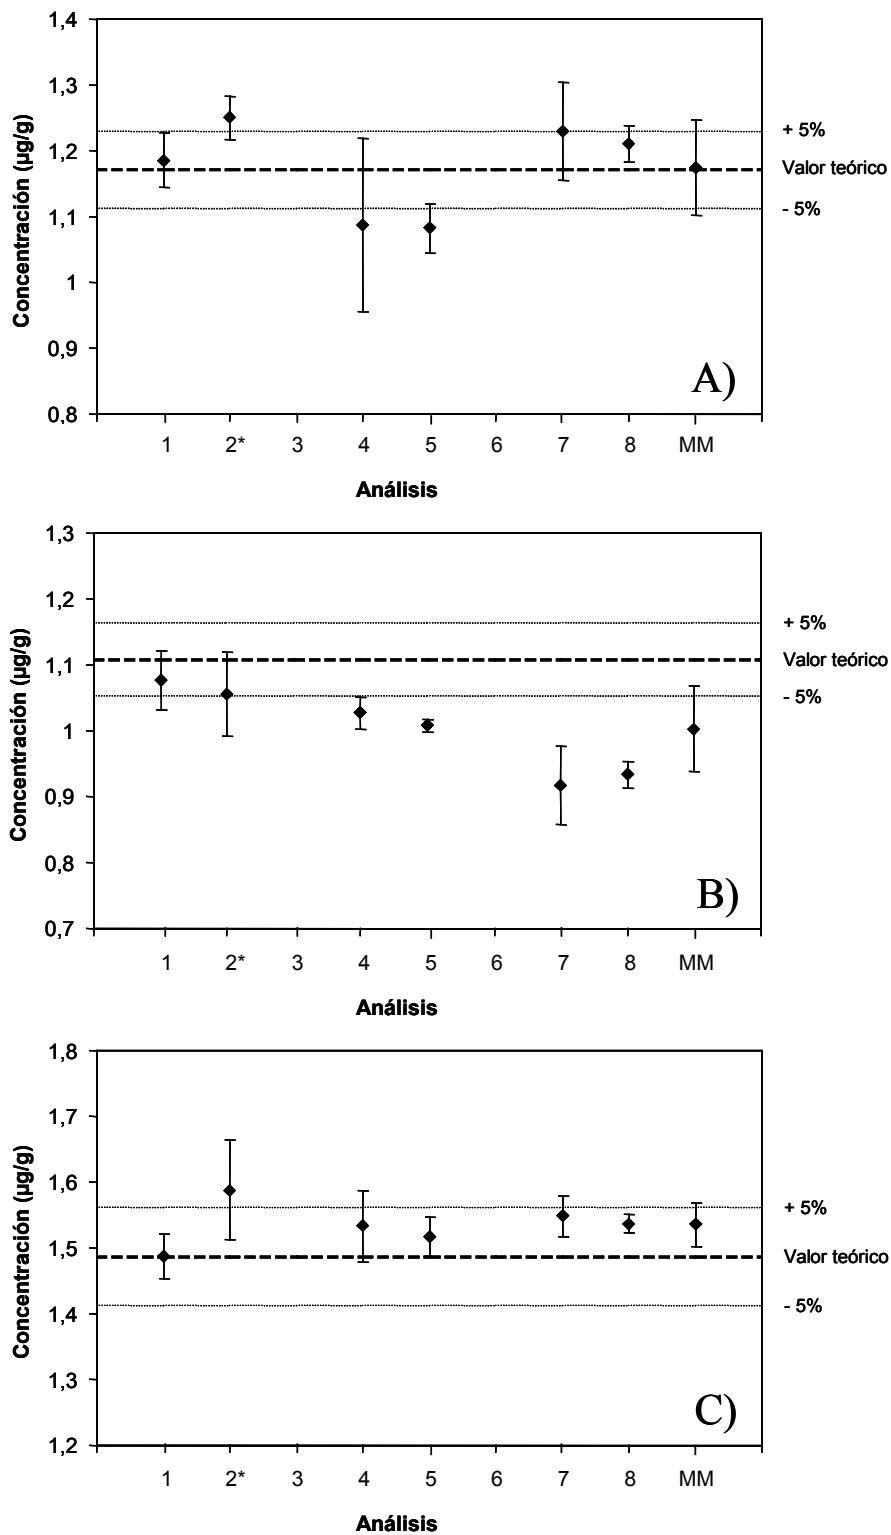 1,4
1,3
1,2
1,1
1
0,9
0,8
Concentración (µg/g)
+ 5%
Valor teórico
- 5%
A)
1 2* 3 4 5 6 7 8 MM
Análisis
1,3
1,2
1,1
1
0,9
0,8
0,7
Concentración (µg/g)
+ 5%
Valor teórico
- 5%
B)
1 2* 3 4 5 6 7 8 MM
Análisis
1,8
1,7
1,6
1,5
1,4
1,3
1,2
Concentración (µg/g)
+ 5%
Valor teórico
- 5%
C)
1 2* 3 4 5 6 7 8 MM
Análisis